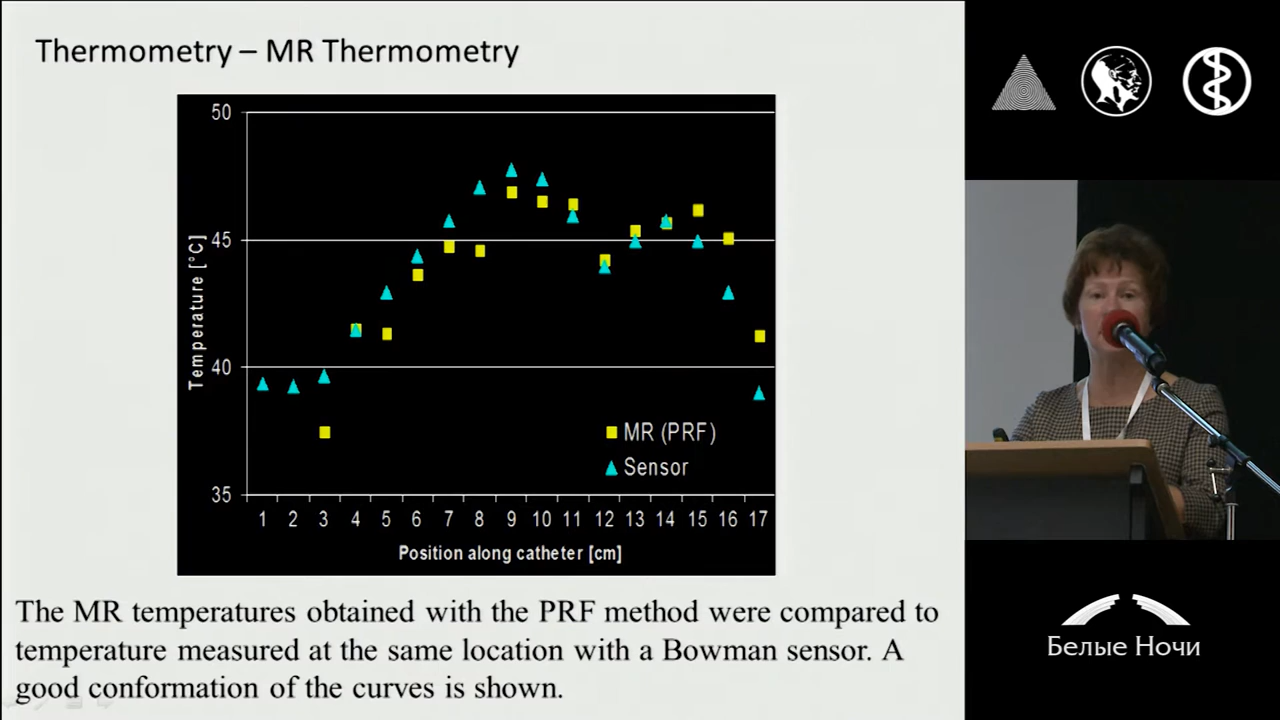 Thermometry – MR Thermometry
50
45
40
35
Temperature [°C]
MR (PRF)
Sensor
1 2 3 4 5 6 7 8 9 10 11 12 13 14 15 16 17
Position along catheter [cm]
The MR temperatures obtained with the PRF method were compared to
temperature measured at the same location with a Bowman sensor. A
good conformation of the curves is shown.
Белые Ночи